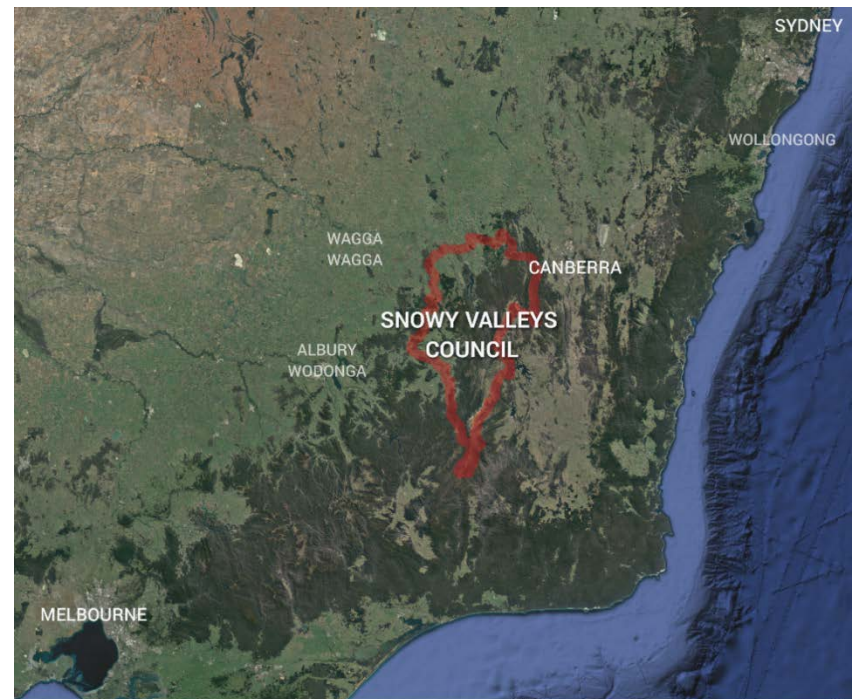 SYDNEY
WOLLONGONG
WAGGA
WAGGA
CANBERRA
SNOWY VALLEYS
COUNCIL
ALBURY
WODONGA
MELBOURNE